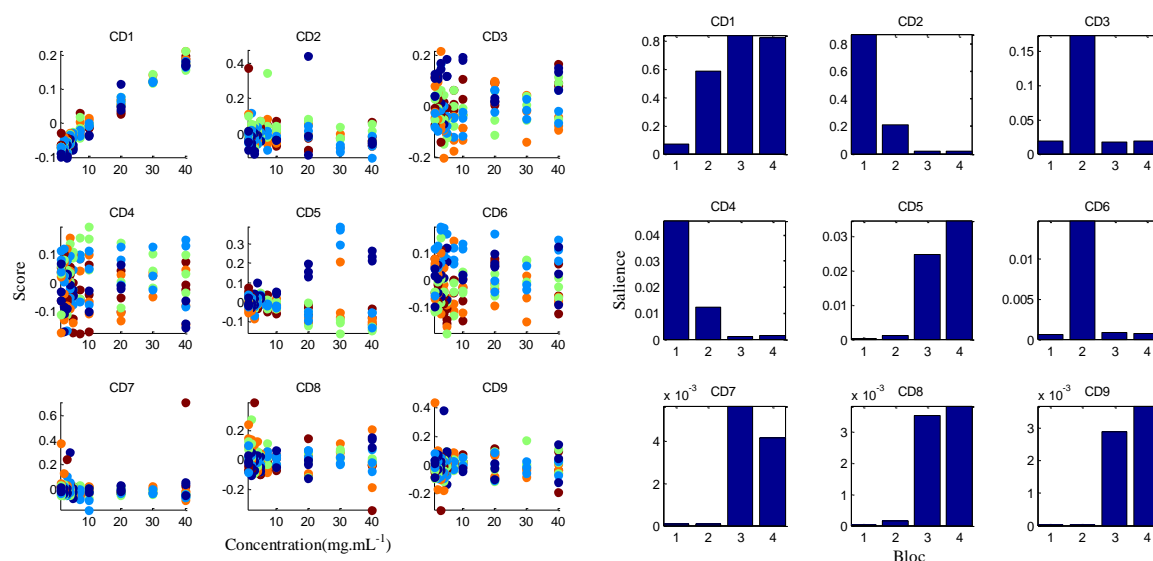 CD1 CD2 CD3
0.2 0.1 0 -0.1
0.4 0.2 0
0.2 0 -0.2
10 20 30 40 10 20 30 40 10 20 30 40
CD4 CD5 CD6
0.1 0 -0.1
0.3 0.2 0.1 0 -0.1
0.1 0 -0.1
10 20 30 40 10 20 30 40 10 20 30 40
CD7 CD8 CD9
0.6 0.4 0.2 0
0.2 0 -0.2
0.4 0.2 0 -0.2
10 20 30 40 10 20 30 40 10 20 30 40
Score
Concentration(mg.mL-1)
CD1 CD2 CD3
0.8 0.6 0.4 0.2 0
0.8 0.6 0.4 0.2 0
0.15 0.1 0.05 0
1 2 3 4 1 2 3 4 1 2 3 4
CD4 CD5 CD6
0.04 0.03 0.02 0.01 0
0.03 0.02 0.01 0
0.01 0.005 0
1 2 3 4 1 2 3 4 1 2 3 4
x 10-3 CD7 x 10-3 CD8 x 10-3 CD9
4 2 0
3 2 1 0
3 2 1 0
1 2 3 4 1 2 3 4 1 2 3 4
Salience
Bloc